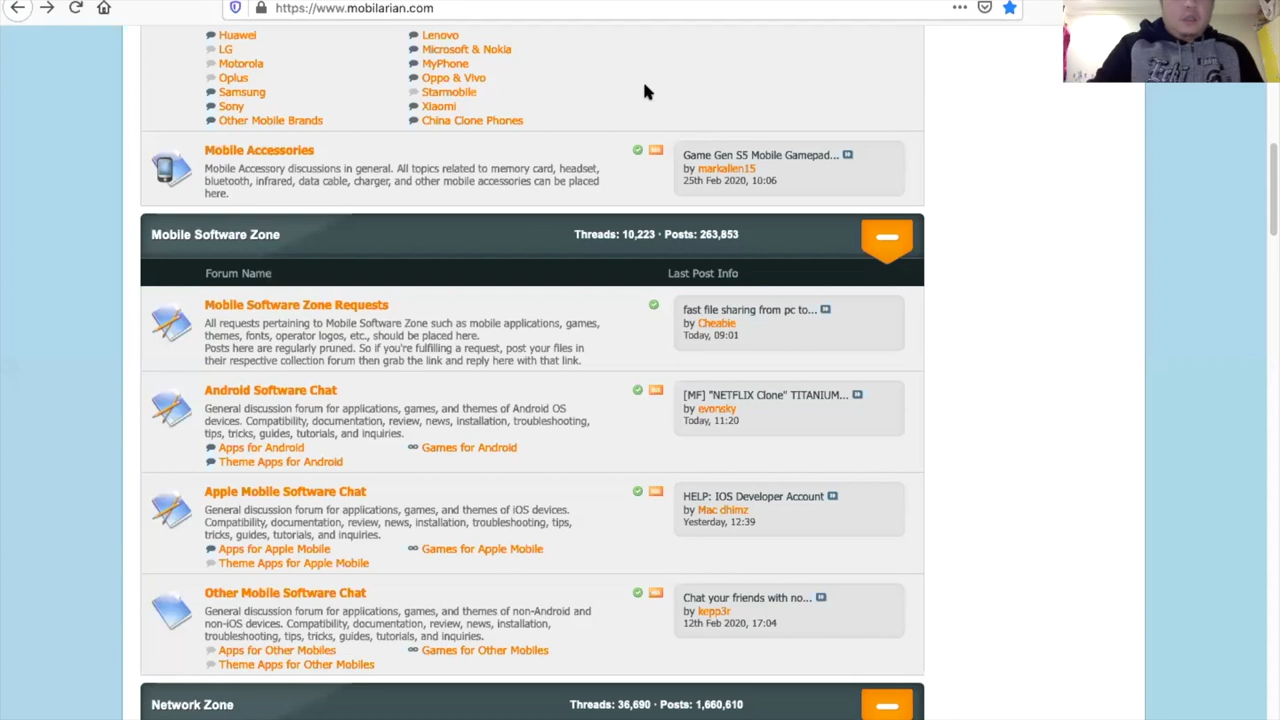 https://www.mobilarian.com
Huawei Lenovo
LG Microsoft & Nokia
Motorola MyPhone
Oplus Oppo & Vivo
Samsung Starmobile
Sony Xiaomi
Other Mobile Brands China Clone Phones
Mobile Accessories
Mobile Accessory discussions in general. All topics related to memory card, headset,
bluetooth, infrared, data cable, charger, and other mobile accessories can be placed
here.
Game Gen S5 Mobile Gamepad...
by markallen15
25th Feb 2020, 10:06
Mobile Software Zone Threads: 10,223 · Posts: 263,853
Forum Name Last Post Info
Mobile Software Zone Requests
All requests pertaining to Mobile Software Zone such as mobile applications, games,
themes, fonts, operator logos, etc., should be placed here.
Posts here are regularly pruned. So if you're fulfilling a request, post your files in
their respective collection forum then grab the link and reply here with that link.
fast file sharing from pc to...
by Cheabie
Today, 09:01
Android Software Chat
General discussion forum for applications, games, and themes of Android OS
devices. Compatibility, documentation, review, news, installation, troubleshooting,
tips, tricks, guides, tutorials, and inquiries.
Apps for Android Games for Android
Theme Apps for Android
[MF] "NETFLIX Clone" TITANIUM...
by evonsky
Today, 11:20
Apple Mobile Software Chat
General discussion forum for applications, games, and themes of iOS devices.
Compatibility, documentation, review, news, installation, troubleshooting, tips,
tricks, guides, tutorials, and inquiries.
Apps for Apple Mobile Games for Apple Mobile
Theme Apps for Apple Mobile
HELP: IOS Developer Account
by Mac dhimz
Yesterday, 12:39
Other Mobile Software Chat
General discussion forum for applications, games, and themes of non-Android and
non-iOS devices. Compatibility, documentation, review, news, installation,
troubleshooting, tips, tricks, guides, tutorials, and inquiries.
Apps for Other Mobiles Games for Other Mobiles
Theme Apps for Other Mobiles
Chat your friends with no...
by kepp3r
12th Feb 2020, 17:04
Network Zone Threads: 36,690 · Posts: 1,660,610